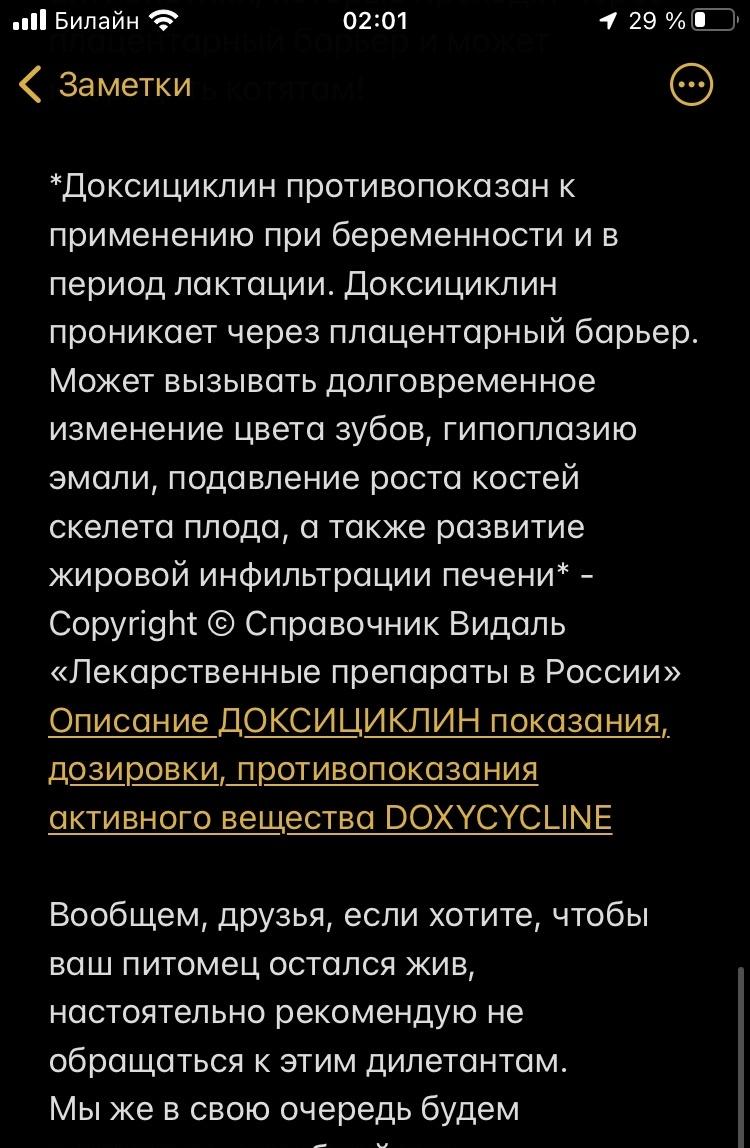 Билайн 02:01 29 %
плацентарный барьер и может
котятам!
Заметки
*Доксициклин противопоказан к
применению при беременности и в
период лактации. Доксициклин
проникает через плацентарный барьер.
Может вызывать долговременное
изменение цвета зубов, гипоплазию
эмали, подавление роста костей
скелета плода, а также развитие
жировой инфильтрации печени* -
Copyright © Справочник Видаль
«Лекарственные препараты в России»
Описание ДОКСИЦИКЛИН показания,
дозировки, противопоказания
активного вещества DOXYCYCLINE
Вообщем, друзья, если хотите, чтобы
ваш питомец остался жив,
настоятельно рекомендую не
обращаться к этим дилетантам.
Мы же в свою очередь будем